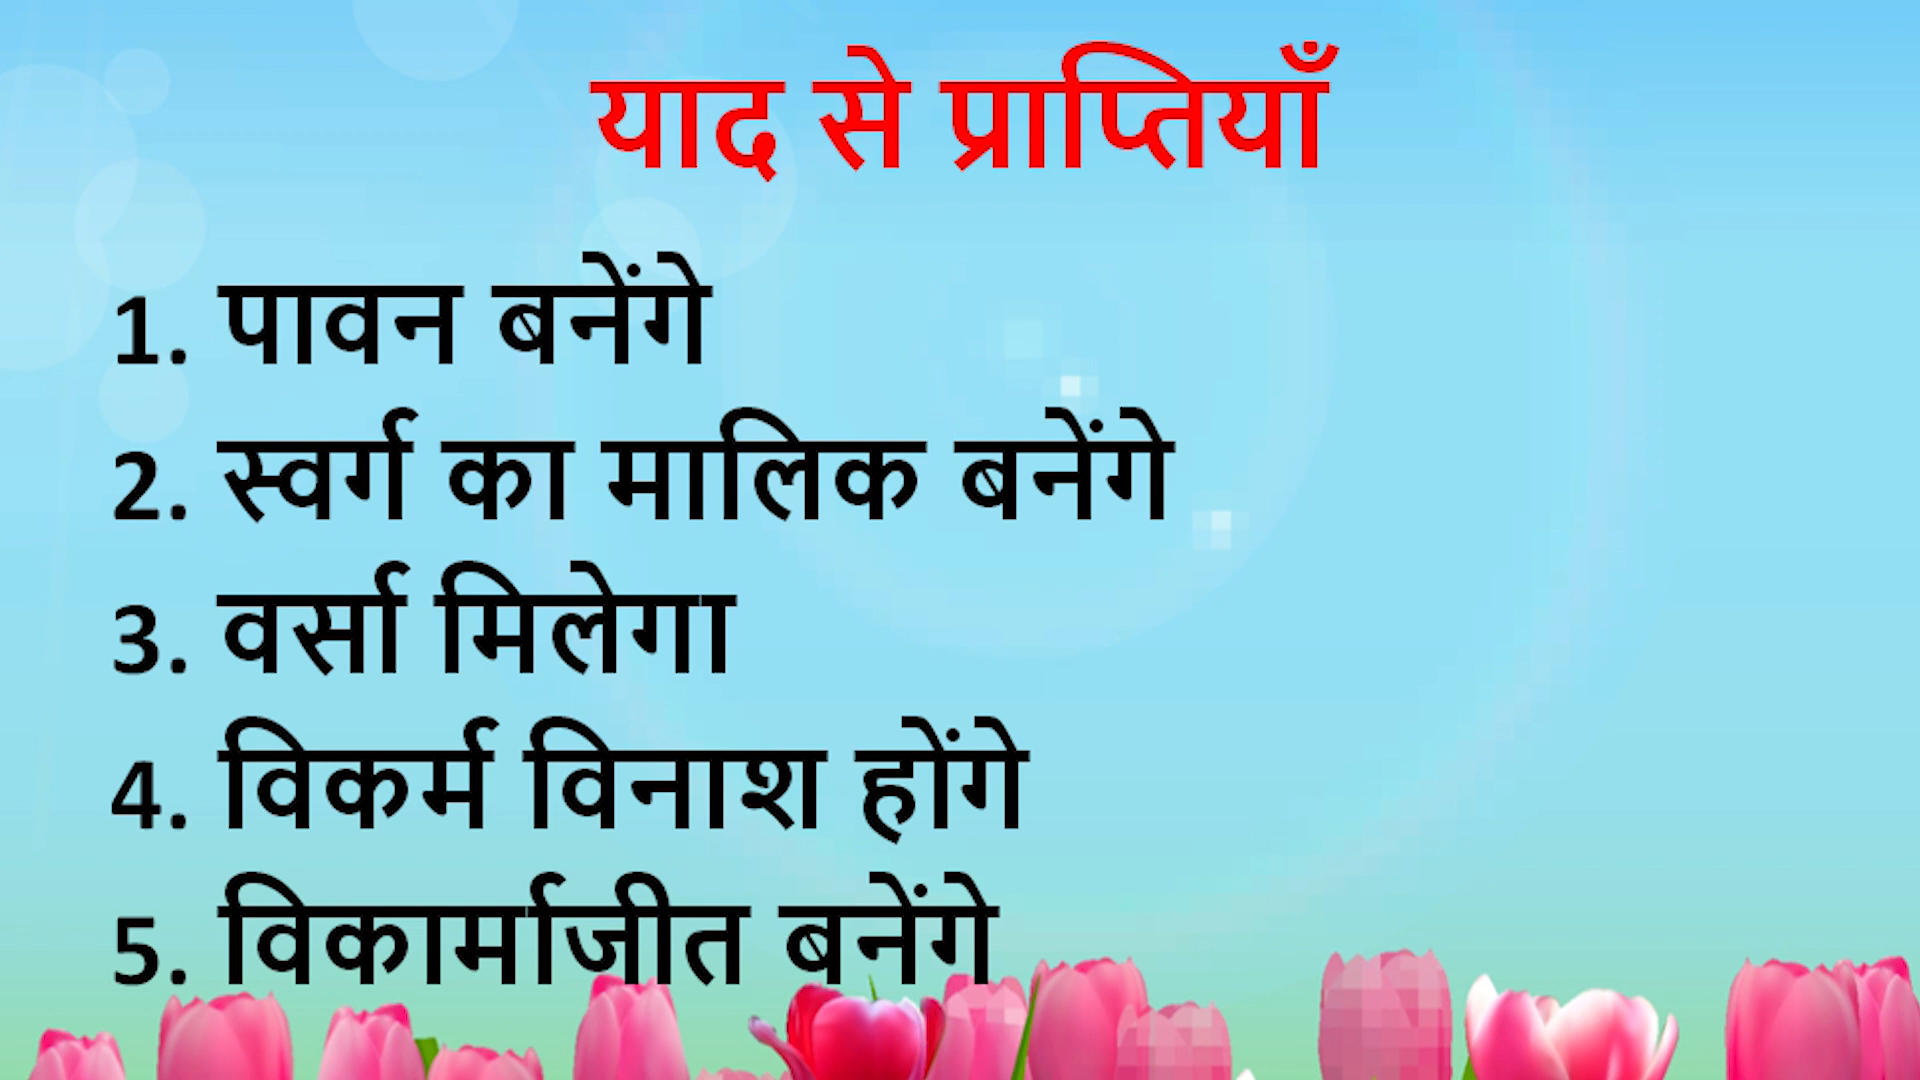 याद से प्राप्तियाँ
1. पावन बनेंगे
2. स्वर्ग का मालिक बनेंगे
3. वर्सा मिलेगा
4. विकर्म विनाश होंगे
5. विकार्माजीत बनेंगे